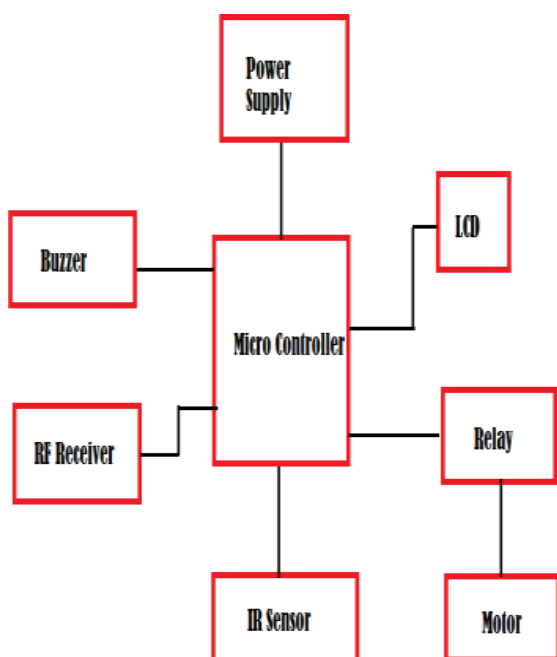 Power
Supply
LCD
Buzzer
Micro Controller
RF Receiver
Relay
IR Sensor
Motor